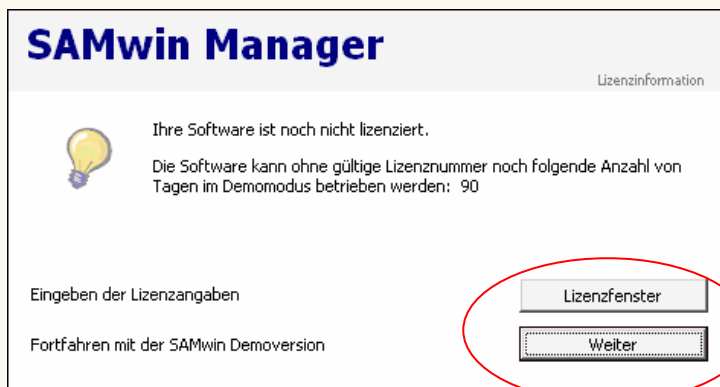 SAMwin Manager
Lizenzinformation
Ihre Software ist noch nicht lizenziert.
Die Software kann ohne gültige Lizenznummer noch folgende Anzahl von
Tagen im Demomodus betrieben werden: 90
Eingeben der Lizenzangaben
Lizenzfenster
Fortfahren mit der SAMwin Demoversion
Weiter